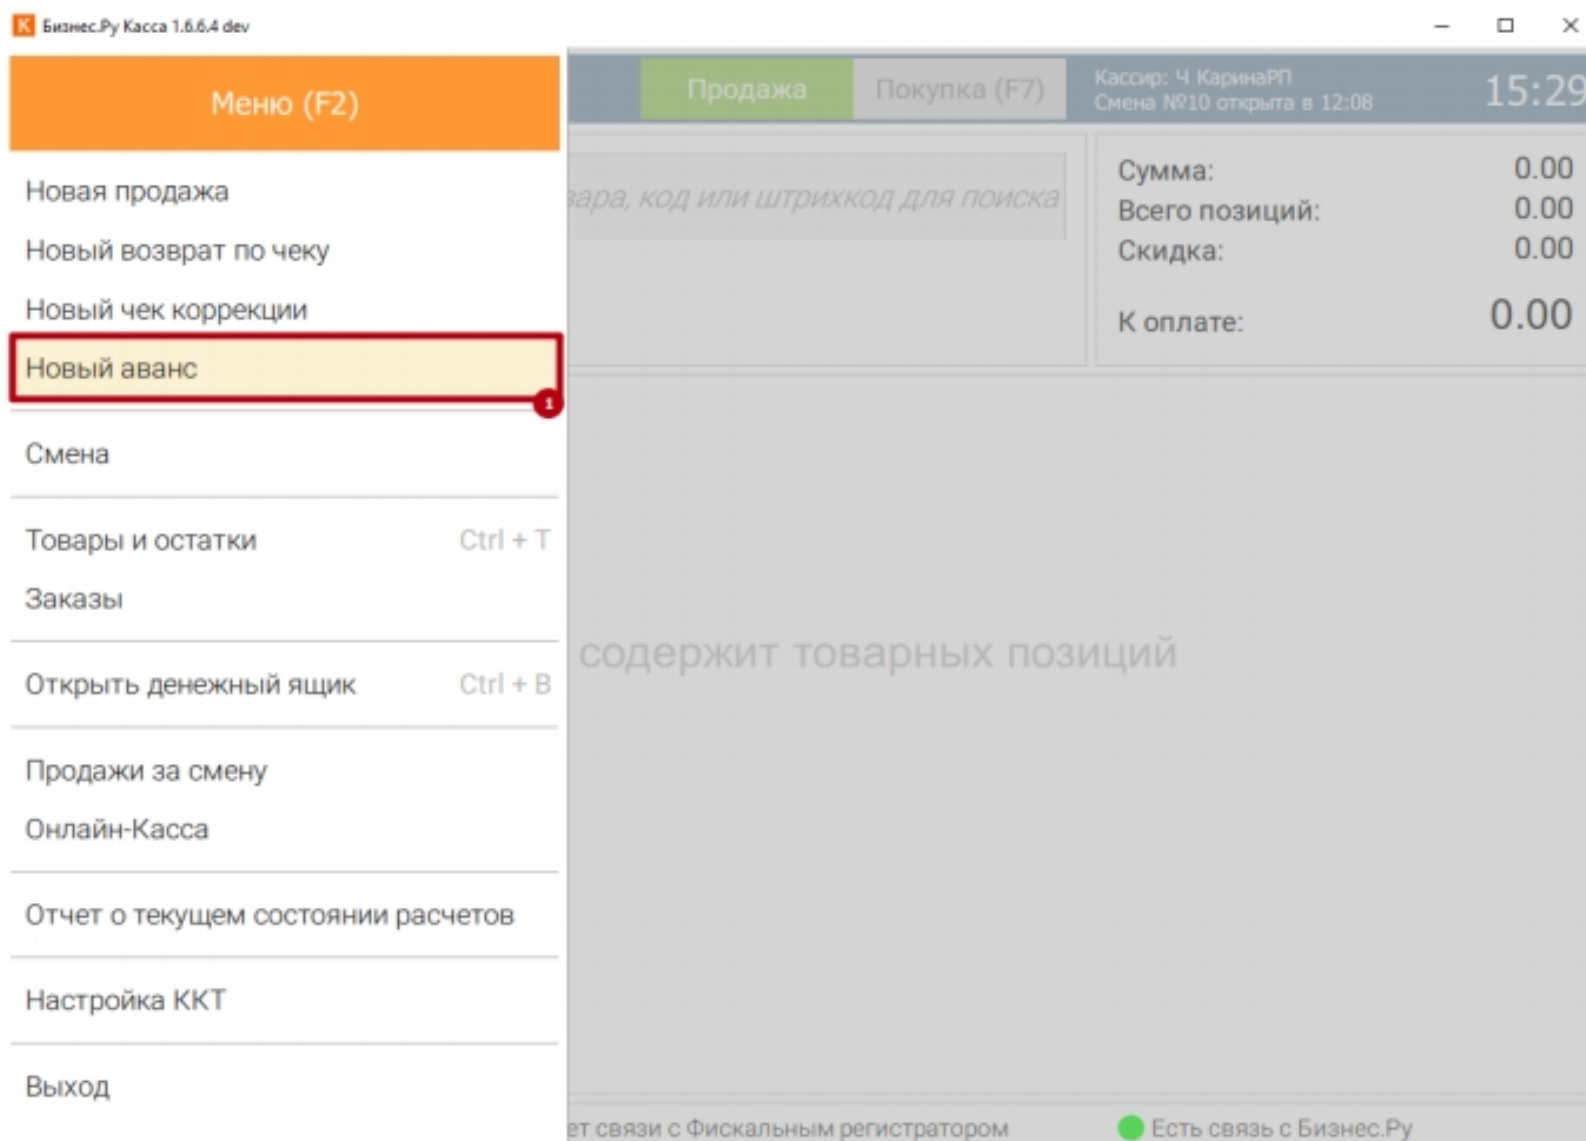 К Бизнес.Ру Касса 1.6.6.4 dev
Меню (F2)
Продажа
Покупка (F7)
Кассир: Ч КаринаРП
Смена №10 открыта в 12:08
15:29
Новая продажа
Новый возврат по чеку
Новый чек коррекции
Новый аванс
1
Смена
Товары и остатки Ctrl + T
Заказы
Открыть денежный ящик Ctrl + B
Продажи за смену
Онлайн-Касса
Отчет о текущем состоянии расчетов
Настройка ККТ
Выход
код или штрихкод для поиска
Сумма: 0.00
Всего позиций: 0.00
Скидка: 0.00
К оплате: 0.00
содержит товарных позиций
связи с Фискальным регистратором
Есть связь с Бизнес.Ру